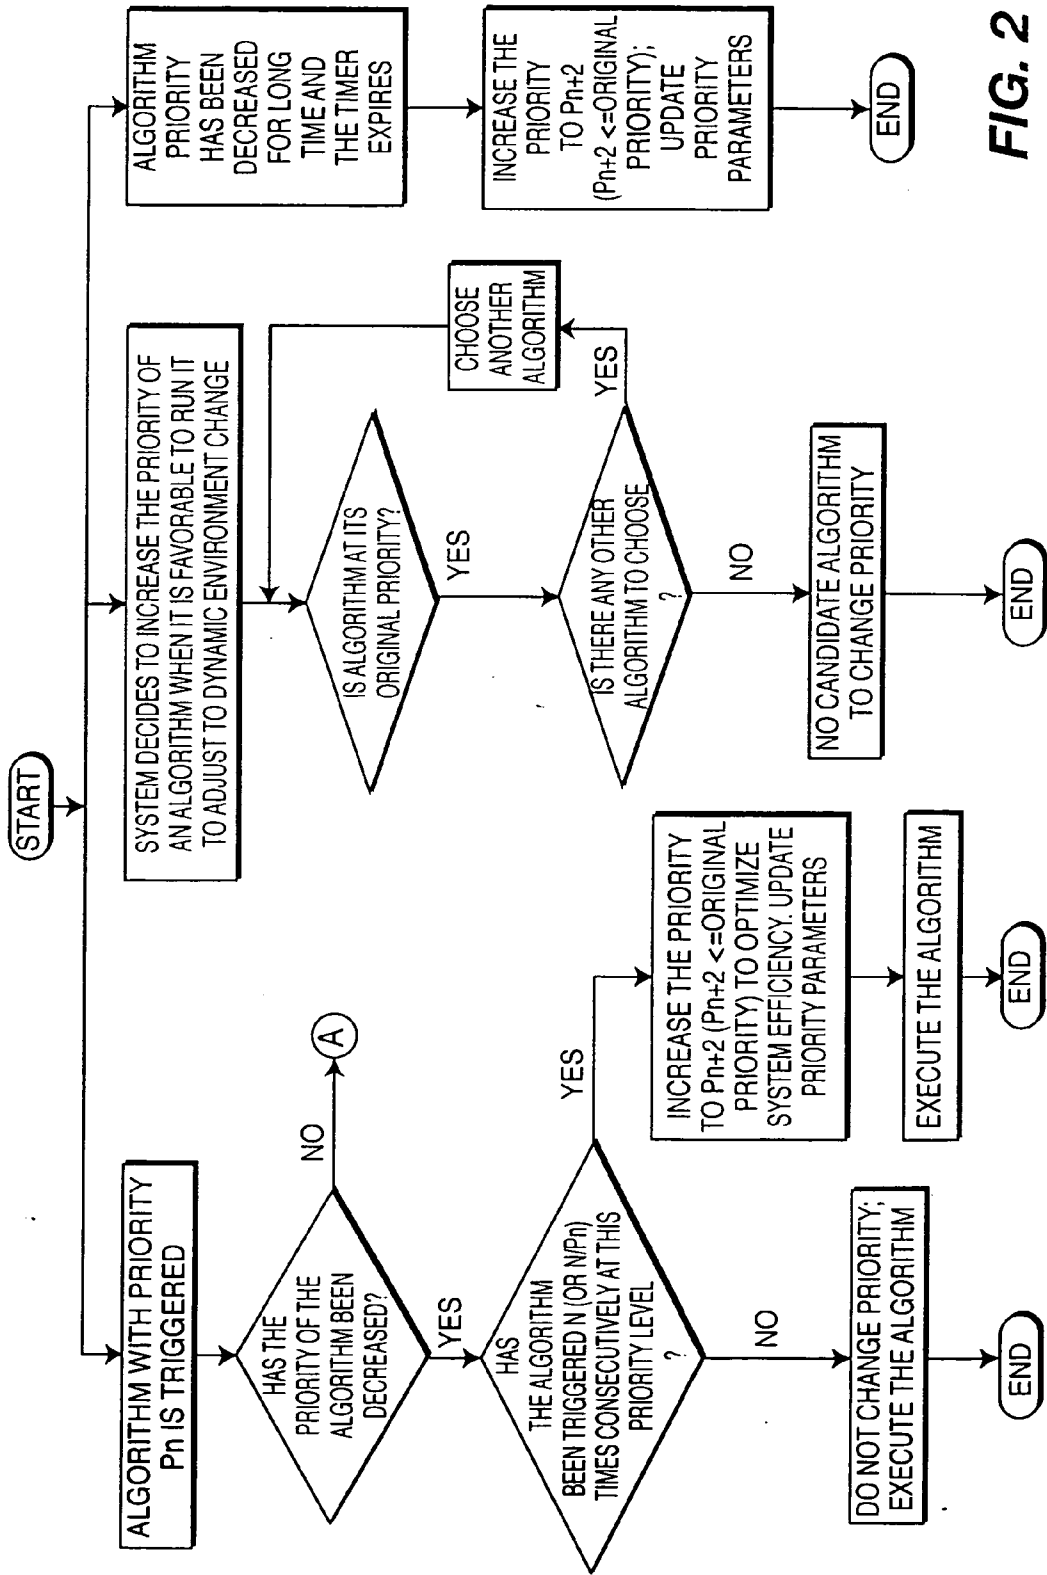 START
ALGORITHM WITH PRIORITY
Pn IS TRIGGERED
HAS THE
PRIORITY OF THE
ALGORITHM BEEN
DECREASED?
NO
A
YES
HAS
THE ALGORITHM
BEEN TRIGGERED N (OR N/Pn)
TIMES CONSECUTIVELY AT THIS
PRIORITY LEVEL
?
YES
INCREASE THE PRIORITY
TO Pn+2 (Pn+2 <=ORIGINAL
PRIORITY) TO OPTIMIZE
SYSTEM EFFICIENCY. UPDATE
PRIORITY PARAMETERS
EXECUTE THE ALGORITHM
END
NO
DO NOT CHANGE PRIORITY;
EXECUTE THE ALGORITHM
END
SYSTEM DECIDES TO INCREASE THE PRIORITY OF
AN ALGORITHM WHEN IT IS FAVORABLE TO RUN IT
TO ADJUST TO DYNAMIC ENVIRONMENT CHANGE
IS ALGORITHM AT ITS
ORIGINAL PRIORITY?
YES
IS THERE ANY OTHER
ALGORITHM TO CHOOSE
?
YES
CHOOSE
ANOTHER
ALGORITHM
NO
NO CANDIDATE ALGORITHM
TO CHANGE PRIORITY
END
ALGORITHM
PRIORITY
HAS BEEN
DECREASED
FOR LONG
TIME AND
THE TIMER
EXPIRES
INCREASE THE
PRIORITY
TO Pn+2
(Pn+2 <=ORIGINAL
PRIORITY);
UPDATE
PRIORITY
PARAMETERS
END
FIG. 2